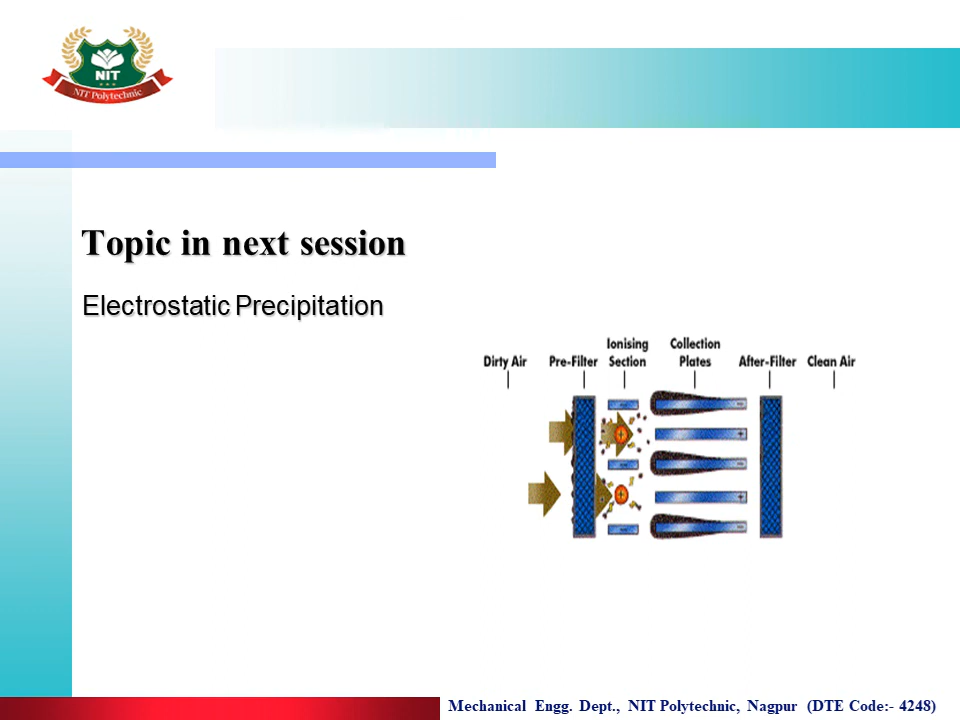 NIT
NIT Polytechnic
Topic in next session
Electrostatic Precipitation
Ionising Collection
Dirty Air Pre-Filter Section Plates After-Filter Clean Air
Mechanical Engg. Dept., NIT Polytechnic, Nagpur (DTE Code:- 4248)